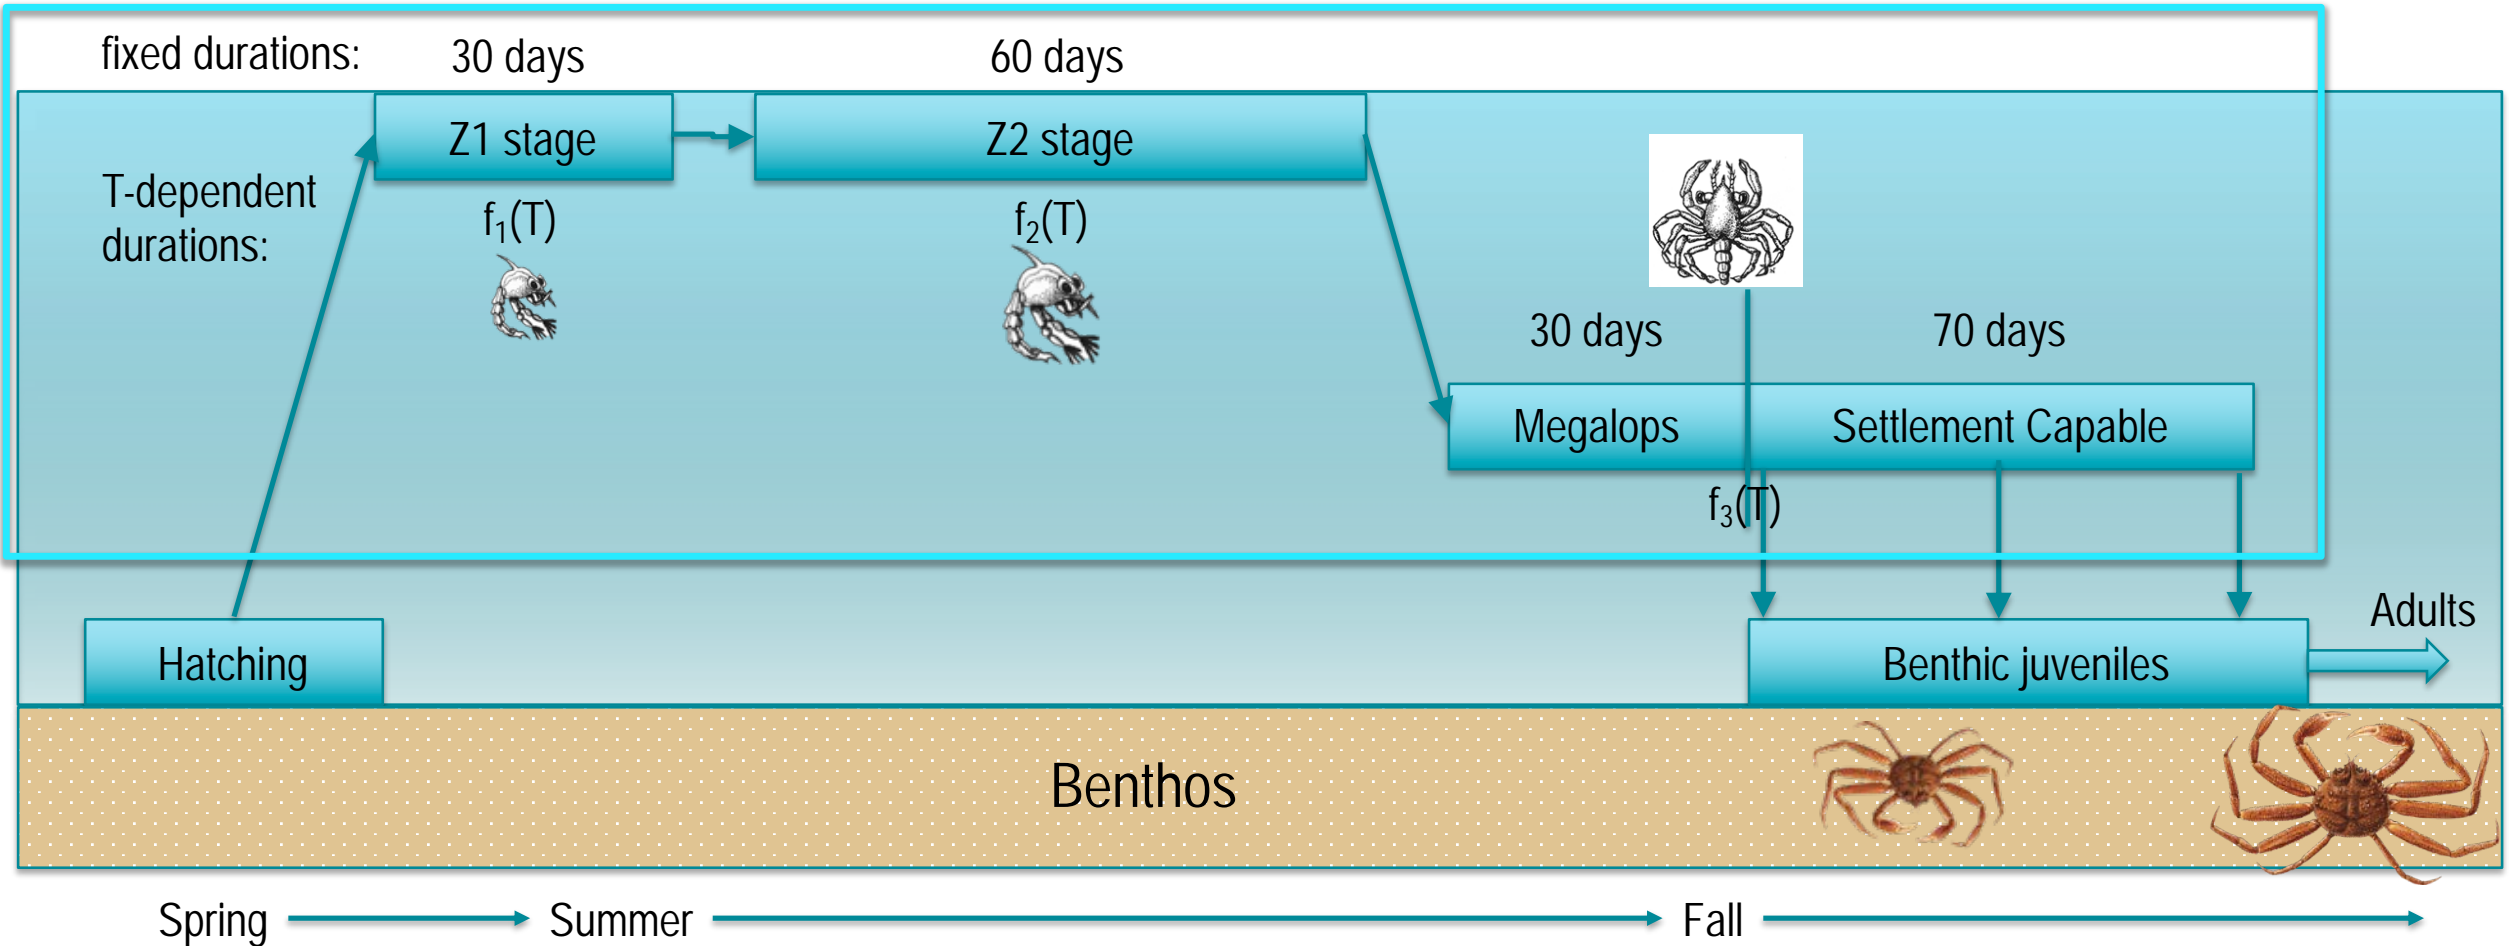 fixed durations:
30 days
60 days
Z1 stage
Z2 stage
T-dependent
durations:
f₁(T)
f₂(T)
30 days
70 days
Megalops
Settlement Capable
f₃(T)
Hatching
Benthic juveniles
Adults
Benthos
Spring
Summer
Fall